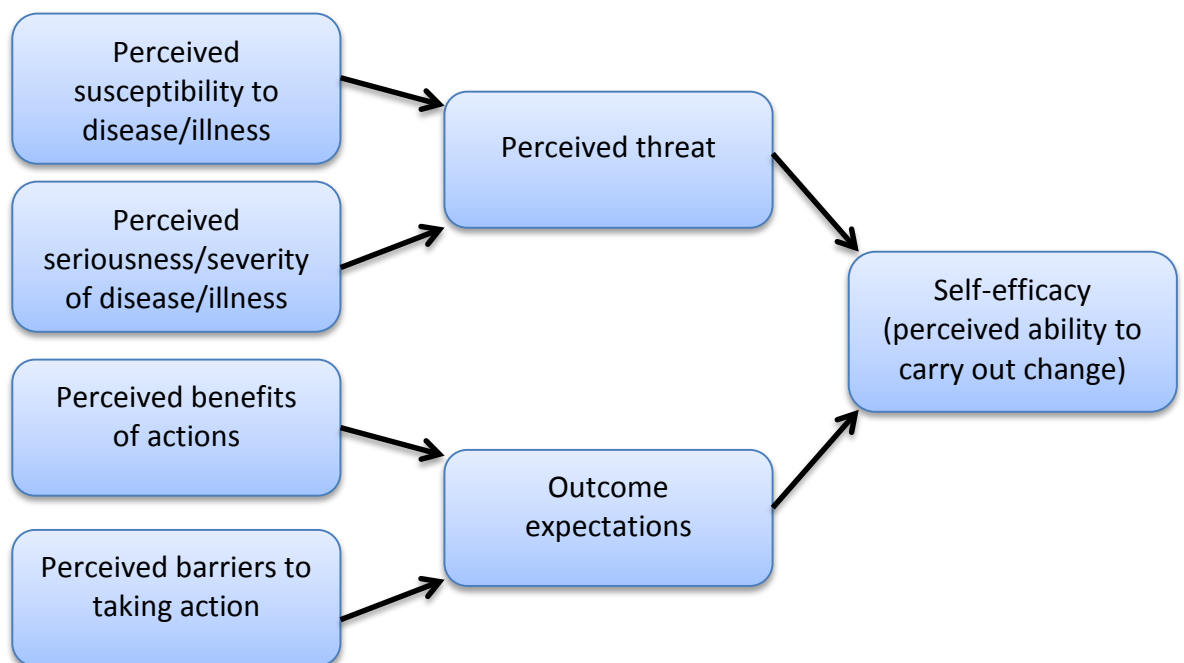 Perceived
susceptibility to
disease/illness
Perceived
seriousness/severity
of disease/illness
Perceived benefits
of actions
Perceived barriers to
taking action
Perceived threat
Outcome
expectations
Self-efficacy
(perceived ability to
carry out change)